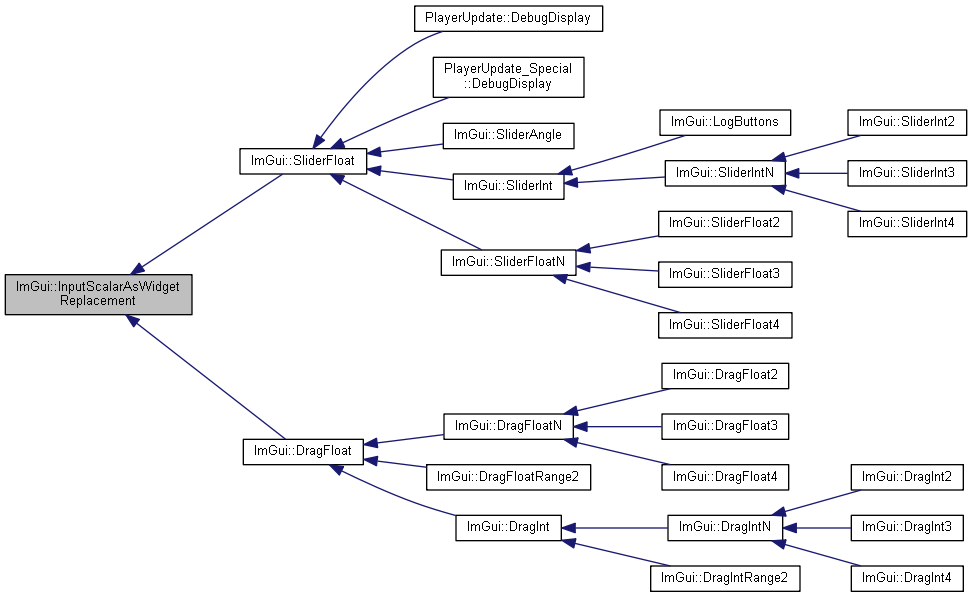 PlayerUpdate::DebugDisplay
PlayerUpdate_Special
::DebugDisplay
ImGui::LogButtons
ImGui::SliderInt2
ImGui::SliderAngle
ImGui::SliderFloat
ImGui::SliderIntN
ImGui::SliderInt3
ImGui::SliderInt
ImGui::SliderFloat2
ImGui::SliderInt4
ImGui::SliderFloatN
ImGui::SliderFloat3
ImGui::InputScalarAsWidget
Replacement
ImGui::SliderFloat4
ImGui::DragFloat2
ImGui::DragFloatN
ImGui::DragFloat3
ImGui::DragFloat
ImGui::DragFloatRange2
ImGui::DragFloat4
ImGui::DragInt2
ImGui::DragInt
ImGui::DragIntN
ImGui::DragInt3
ImGui::DragIntRange2
ImGui::DragInt4